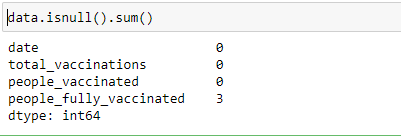 data.isnull().sum()
date 0
total_vaccinations 0
people_vaccinated 0
people_fully_vaccinated 3
dtype: int64